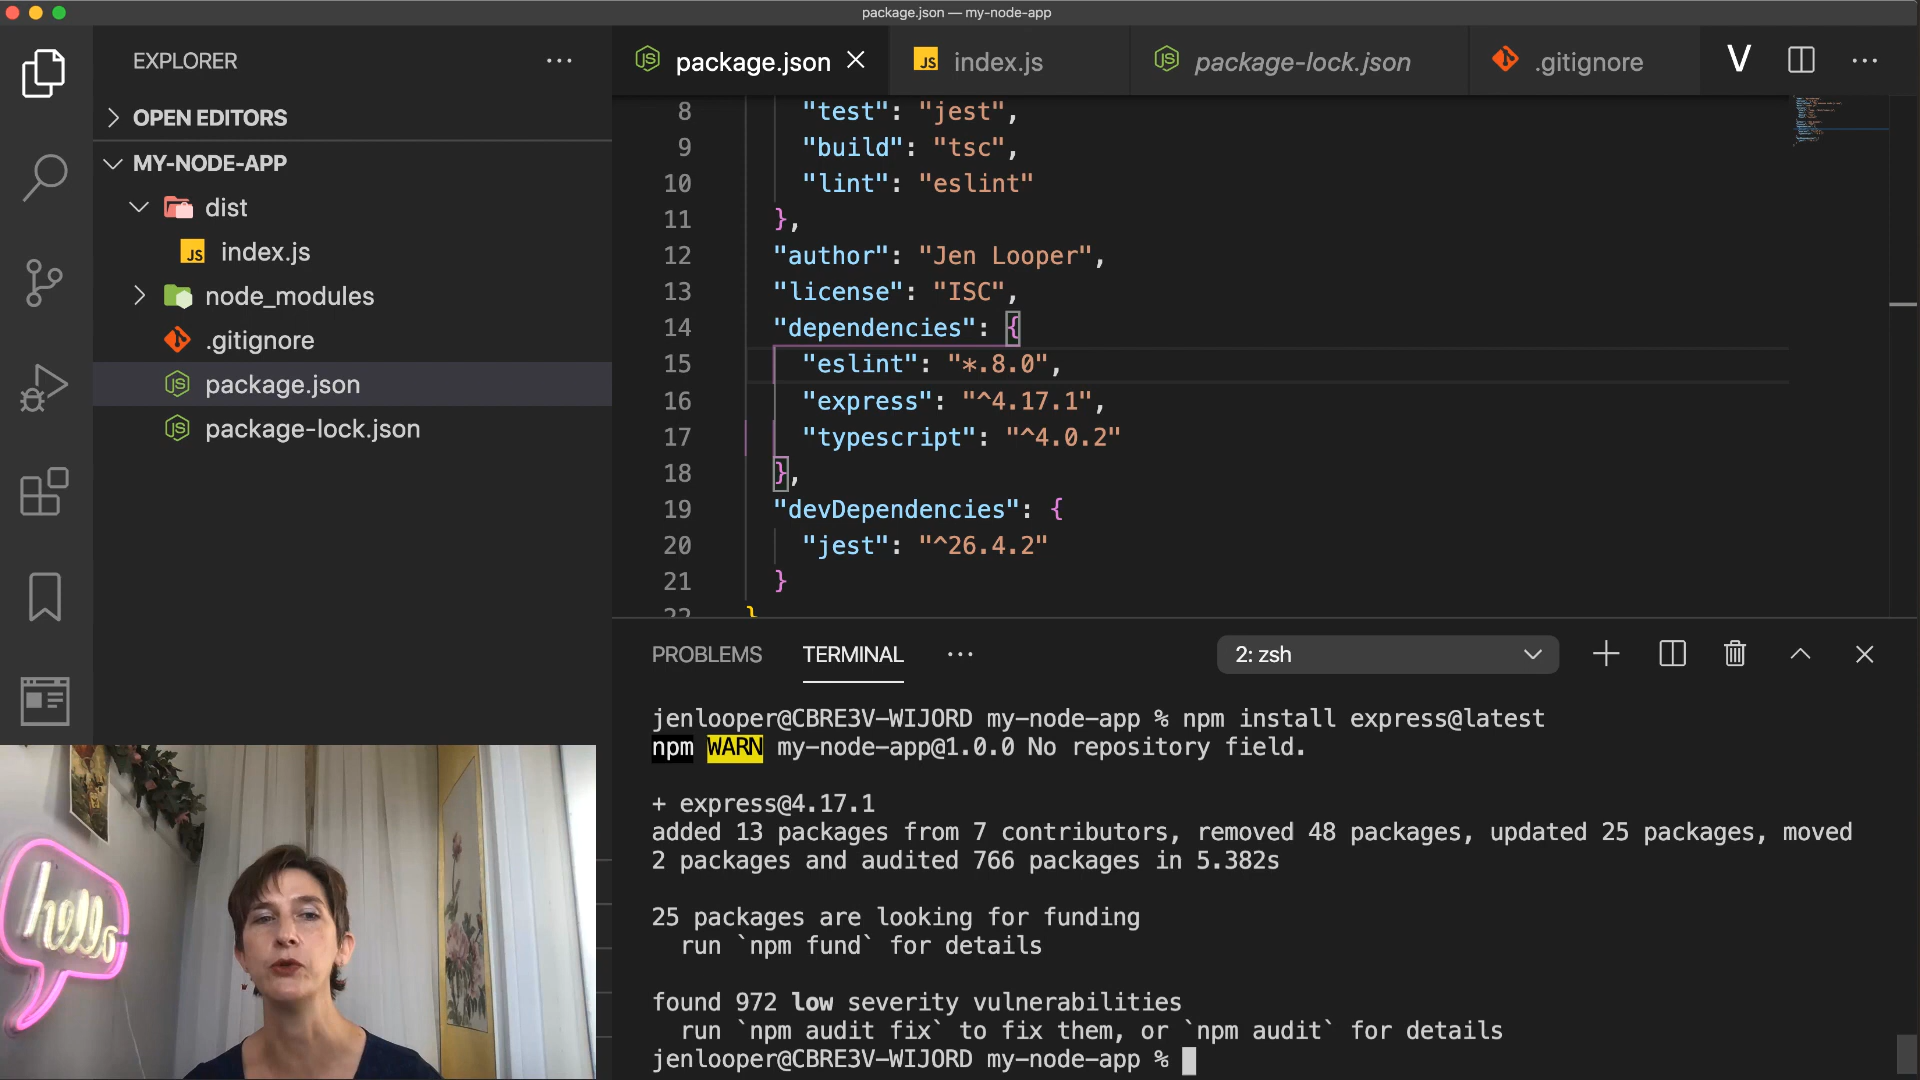 package.json — my-node-app
EXPLORER
OPEN EDITORS
MY-NODE-APP
dist
JS index.js
node_modules
.gitignore
package.json
package-lock.json
package.json
JS index.js
package-lock.json
.gitignore
V
8 "test": "jest",
9 "build": "tsc",
10 "lint": "eslint"
11 },
12 "author": "Jen Looper",
13 "license": "ISC",
14 "dependencies": {
15 "eslint": "*.8.0",
16 "express": "^4.17.1",
17 "typescript": "^4.0.2"
18 },
19 "devDependencies": {
20 "jest": "^26.4.2"
21 }
22 }
PROBLEMS TERMINAL ··· 2: zsh
jenlooper@CBRE3V-WIJORD my-node-app % npm install express@latest
npm WARN my-node-app@1.0.0 No repository field.
+ express@4.17.1
added 13 packages from 7 contributors, removed 48 packages, updated 25 packages, moved
2 packages and audited 766 packages in 5.382s
25 packages are looking for funding
run `npm fund` for details
found 972 low severity vulnerabilities
run `npm audit fix` to fix them, or `npm audit` for details
jenlooper@CBRE3V-WIJORD my-node-app %
hello